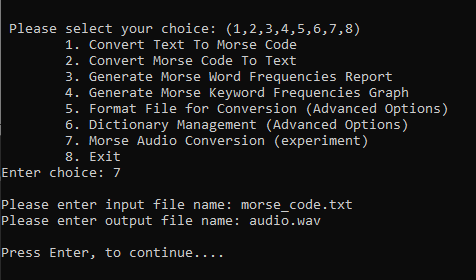 Please select your choice: (1,2,3,4,5,6,7,8)
1. Convert Text To Morse Code
2. Convert Morse Code To Text
3. Generate Morse Word Frequencies Report
4. Generate Morse Keyword Frequencies Graph
5. Format File for Conversion (Advanced Options)
6. Dictionary Management (Advanced Options)
7. Morse Audio Conversion (experiment)
8. Exit
Enter choice: 7
Please enter input file name: morse_code.txt
Please enter output file name: audio.wav
Press Enter, to continue....